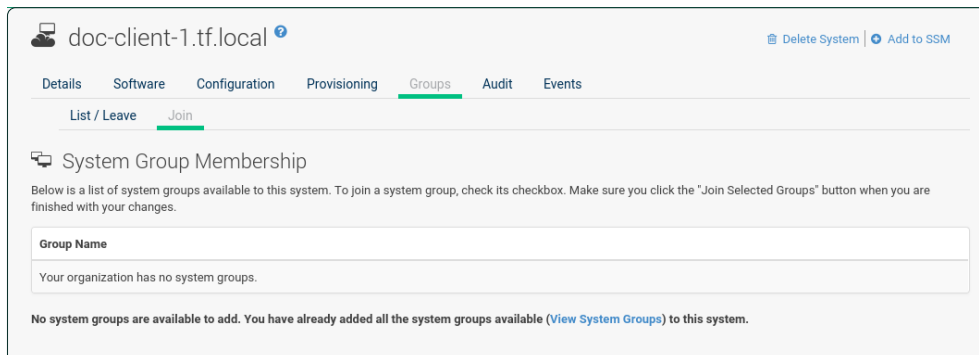 doc-client-1.tf.local ?
Delete System | Add to SSM
Details Software Configuration Provisioning Groups Audit Events
List / Leave Join
System Group Membership
Below is a list of system groups available to this system. To join a system group, check its checkbox. Make sure you click the "Join Selected Groups" button when you are
finished with your changes.
Group Name
Your organization has no system groups.
No system groups are available to add. You have already added all the system groups available (View System Groups) to this system.